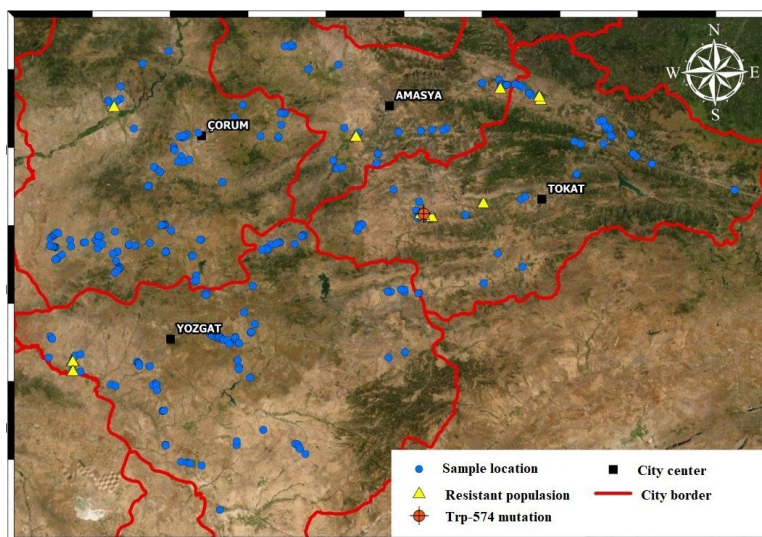 N
W E
S
AMASYA
ÇORUM
TOKAT
YOZGAT
Sample location
City center
Resistant populasion
City border
Trp-574 mutation